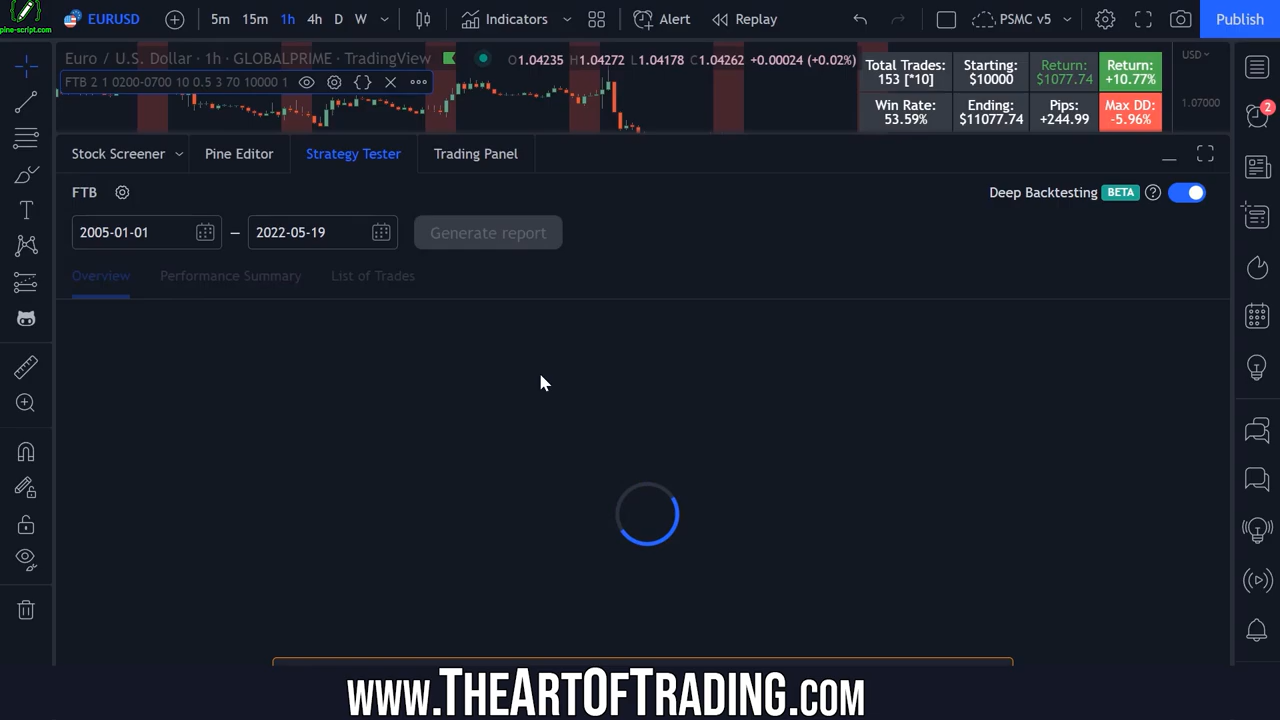 pine-script.com
EURUSD
5m 15m 1h 4h D W
Indicators
Alert
Replay
PSMC v5
Publish
Euro / U.S. Dollar · 1h · GLOBALPRIME · TradingView
O1.04235 H1.04272 L1.04178 C1.04262 +0.00024 (+0.02%)
FTB 2 1 0200-0700 10 0.5 3 70 10000 1
Total Trades: 153 [*10]
Starting: $10000
Return: $1077.74
Return: +10.77%
Win Rate: 53.59%
Ending: $11077.74
Pips: +244.99
Max DD: -5.96%
USD
1.07000
2
Stock Screener
Pine Editor
Strategy Tester
Trading Panel
FTB
Deep Backtesting BETA
2005-01-01 — 2022-05-19
Generate report
Overview
Performance Summary
List of Trades
www.TheArtOfTrading.com